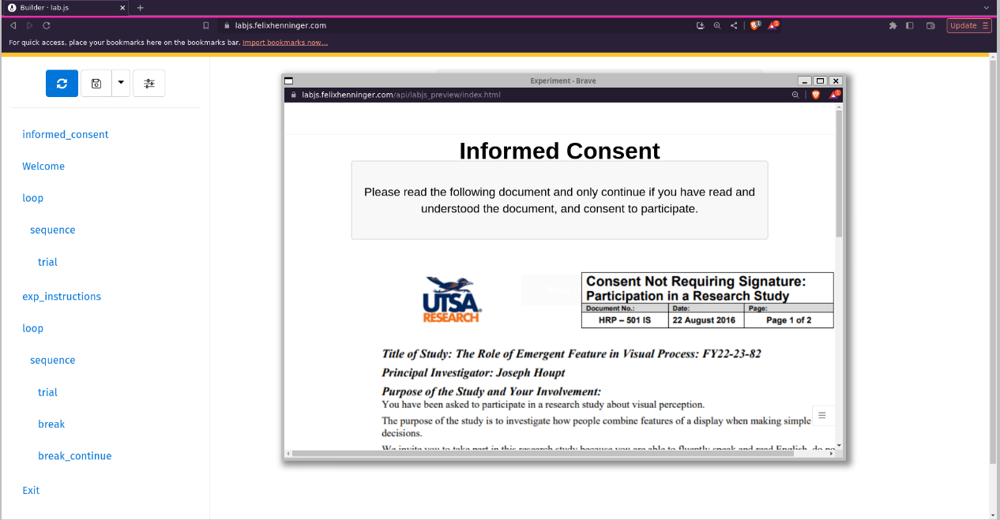 Builder · lab.js
labjs.felixhenninger.com
Update
For quick access, place your bookmarks here on the bookmarks bar. Import bookmarks now...
informed_consent
Welcome
loop
sequence
trial
exp_instructions
loop
sequence
trial
break
break_continue
Exit
Experiment - Brave
labjs.felixhenninger.com/api/labjs_preview/index.html
Informed Consent
Please read the following document and only continue if you have read and
understood the document, and consent to participate.
UTSA
RESEARCH
Consent Not Requiring Signature:
Participation in a Research Study
Document No.: Date: Page:
HRP – 501 IS 22 August 2016 Page 1 of 2
Title of Study: The Role of Emergent Feature in Visual Process: FY22-23-82
Principal Investigator: Joseph Houpt
Purpose of the Study and Your Involvement:
You have been asked to participate in a research study about visual perception.
The purpose of the study is to investigate how people combine features of a display when making simple
decisions.
We invite you to take part in this research study because you are able to fluently speak and read English, do